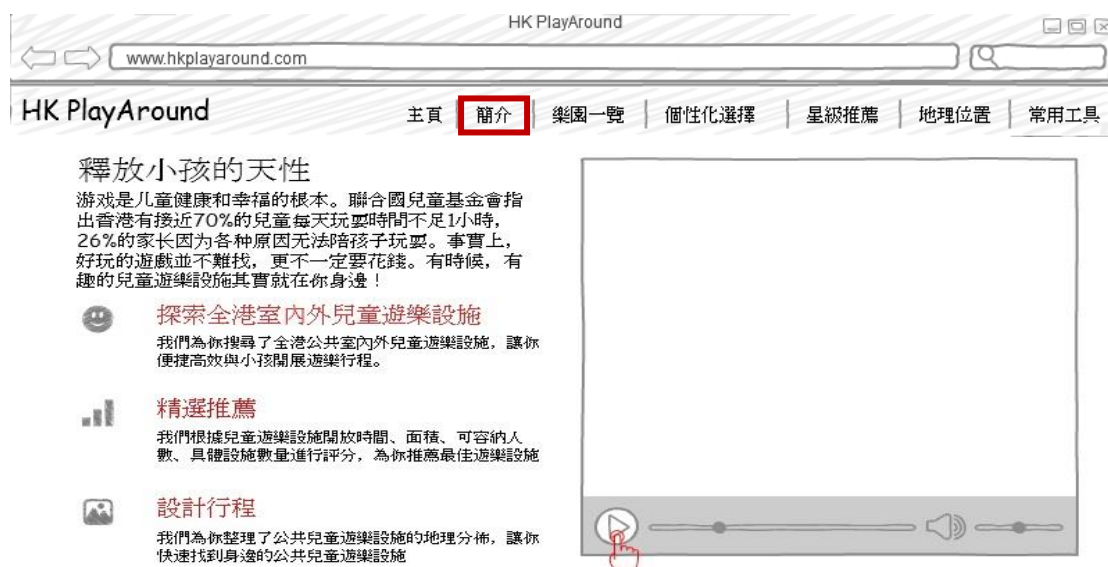 HK PlayAround
www.hkplayaround.com
HK PlayAround
主頁 簡介 樂園一覽 個性化選擇 星級推薦 地理位置 常用工具
釋放小孩的天性
游戏是儿童健康和幸福的根本。聯合國兒童基金會指
出香港有接近70%的兒童每天玩耍時間不足1小時，
26%的家长因为各种原因无法陪孩子玩耍。事實上，
好玩的遊戲並不難找，更不一定要花錢。有時候，有
趣的兒童遊樂設施其實就在你身邊！
探索全港室內外兒童遊樂設施
我們為你搜尋了全港公共室內外兒童遊樂設施，讓你
便捷高效與小孩開展遊樂行程。
精選推薦
我們根據兒童遊樂設施開放時間、面積、可容納人
數、具體設施數量進行評分，為你推薦最佳遊樂設施
設計行程
我們為你整理了公共兒童遊樂設施的地理分佈，讓你
快速找到身邊的公共兒童遊樂設施